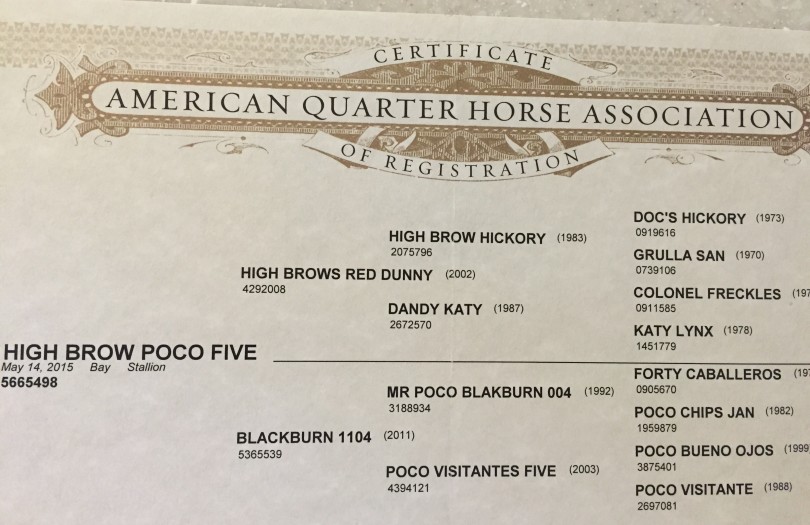 CERTIFICATE
AMERICAN QUARTER HORSE ASSOCIATION
OF REGISTRATION
DOC'S HICKORY (1973)
0919616
HIGH BROW HICKORY (1983)
2075796
GRULLA SAN (1970)
0739106
HIGH BROWS RED DUNNY (2002)
4292008
COLONEL FRECKLES (197
0911585
DANDY KATY (1987)
2672570
KATY LYNX (1978)
1451779
HIGH BROW POCO FIVE
May 14, 2015 Bay Stallion
5665498
FORTY CABALLEROS (197
0905670
MR POCO BLAKBURN 004 (1992)
3188934
POCO CHIPS JAN (1982)
1959879
BLACKBURN 1104 (2011)
5365539
POCO BUENO OJOS (1999
3875401
POCO VISITANTES FIVE (2003)
4394121
POCO VISITANTE (1988)
2697081